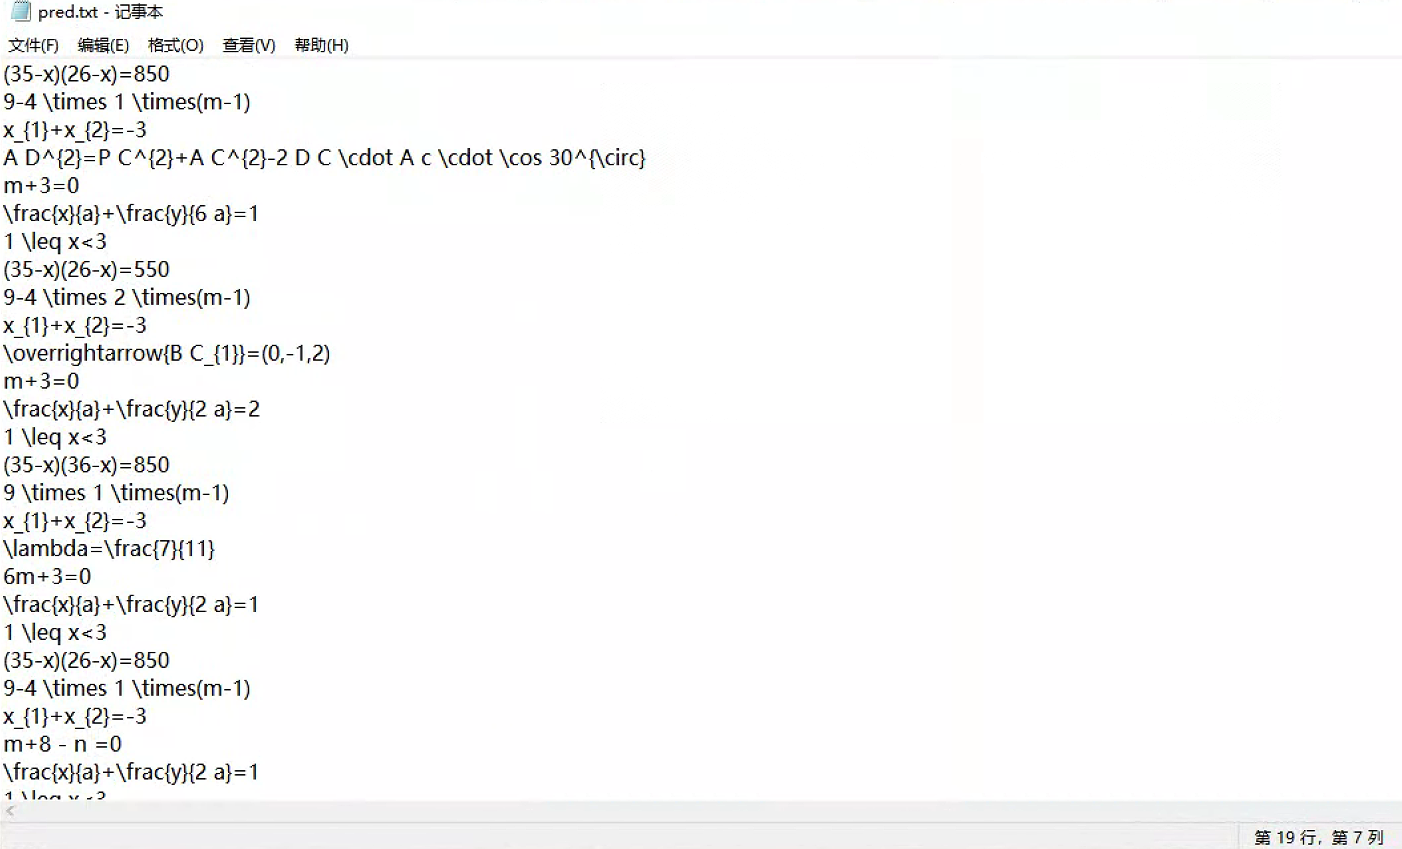 pred.txt - 记事本
文件(F) 编辑(E) 格式(O) 查看(V) 帮助(H)
(35-x)(26-x)=850
9-4 \times 1 \times(m-1)
x_{1}+x_{2}=-3
A D^{2}=P C^{2}+A C^{2}-2 D C \cdot A c \cdot \cos 30^{\circ}
m+3=0
\frac{x}{a}+\frac{y}{6 a}=1
1 \leq x<3
(35-x)(26-x)=550
9-4 \times 2 \times(m-1)
x_{1}+x_{2}=-3
\overrightarrow{B C_{1}}=(0,-1,2)
m+3=0
\frac{x}{a}+\frac{y}{2 a}=2
1 \leq x<3
(35-x)(36-x)=850
9 \times 1 \times(m-1)
x_{1}+x_{2}=-3
\lambda=\frac{7}{11}
6m+3=0
\frac{x}{a}+\frac{y}{2 a}=1
1 \leq x<3
(35-x)(26-x)=850
9-4 \times 1 \times(m-1)
x_{1}+x_{2}=-3
m+8 - n =0
\frac{x}{a}+\frac{y}{2 a}=1
1 \leq x<3
第 19 行，第 7 列